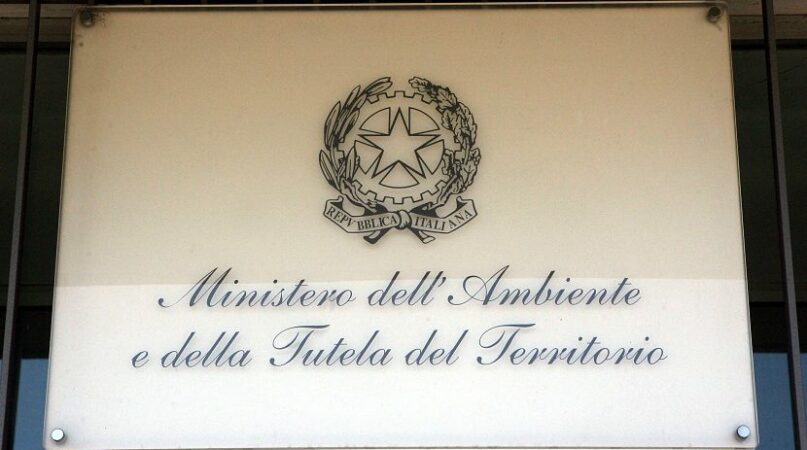 REPVBBLICA ITALIANA
Ministero dell'Ambiente
e della Tutela del Territorio